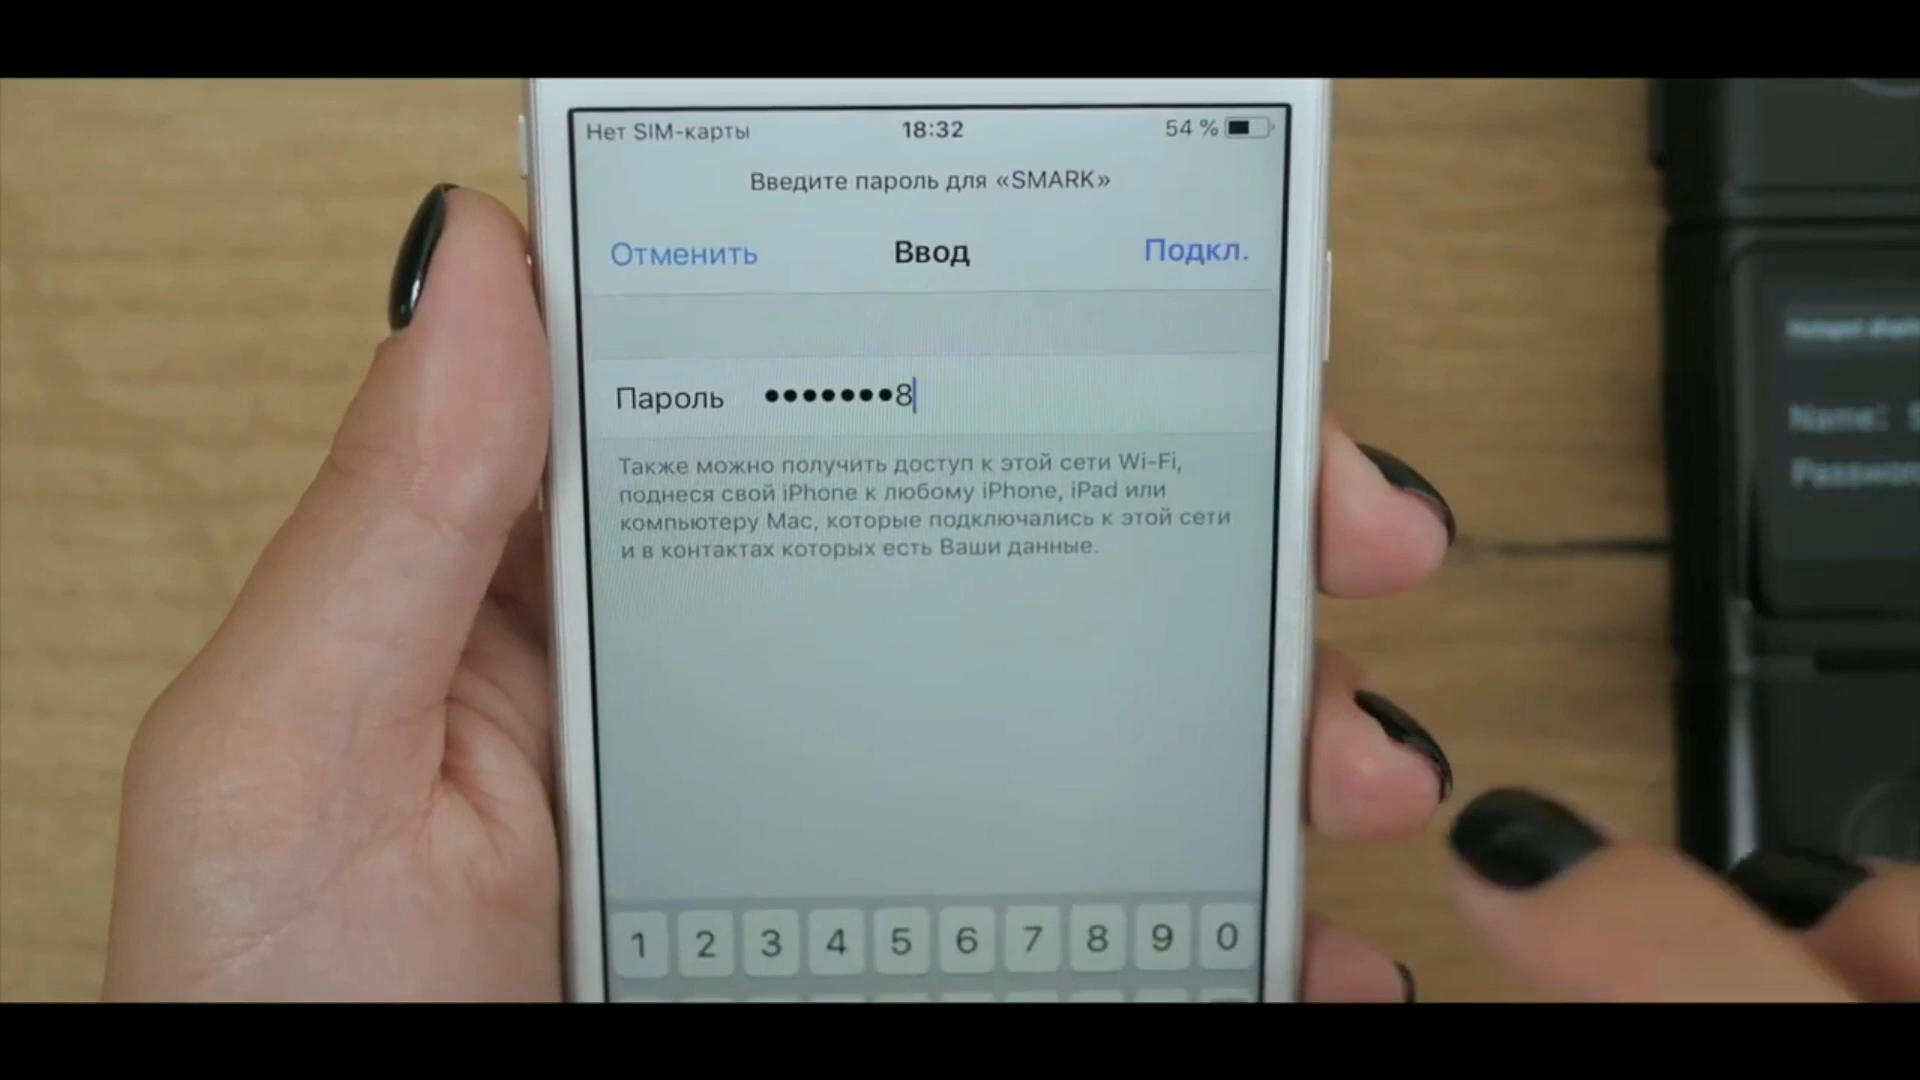 Нет SIM-карты 18:32 54 %
Введите пароль для «SMARK»
Отменить Ввод Подкл.
Пароль •••••••8
Также можно получить доступ к этой сети Wi-Fi,
поднеся свой iPhone к любому iPhone, iPad или
компьютеру Mac, которые подключались к этой сети
и в контактах которых есть Ваши данные.
1 2 3 4 5 6 7 8 9 0
Name: